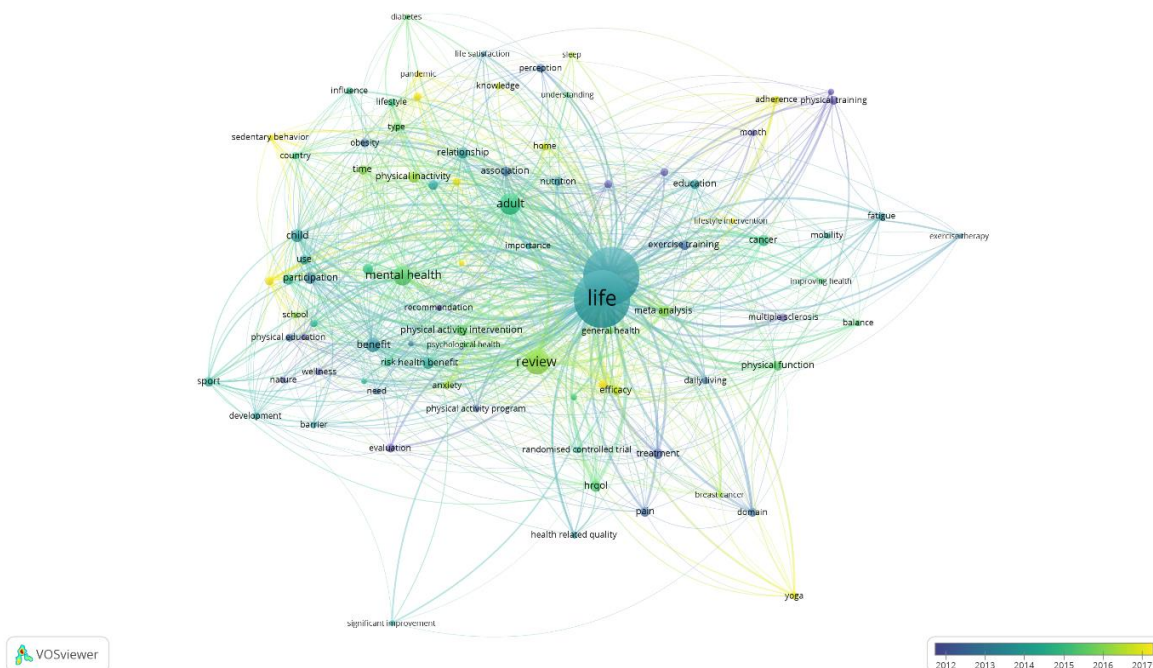 diabetes
life satisfaction
sleep
perception
pandemic
knowledge
influence
lifestyle
understanding
adherence
physical training
type
sedentary behavior
month
obesity
home
country
relationship
time
physical inactivity
association
nutrition
education
adult
lifestyle intervention
fatigue
child
mobility
exercise therapy
importance
exercise training
cancer
use
mental health
participation
improving health
life
recommendation
meta analysis
school
multiple sclerosis
balance
physical activity intervention
general health
physical education
benefit
psychological health
risk health benefit
review
physical function
wellness
sport
nature
anxiety
daily living
need
efficacy
physical activity program
development
barrier
evaluation
randomised controlled trial
treatment
hrqol
breast cancer
pain
domain
health related quality
yoga
significant improvement
VOSviewer
2012 2013 2014 2015 2016 2017